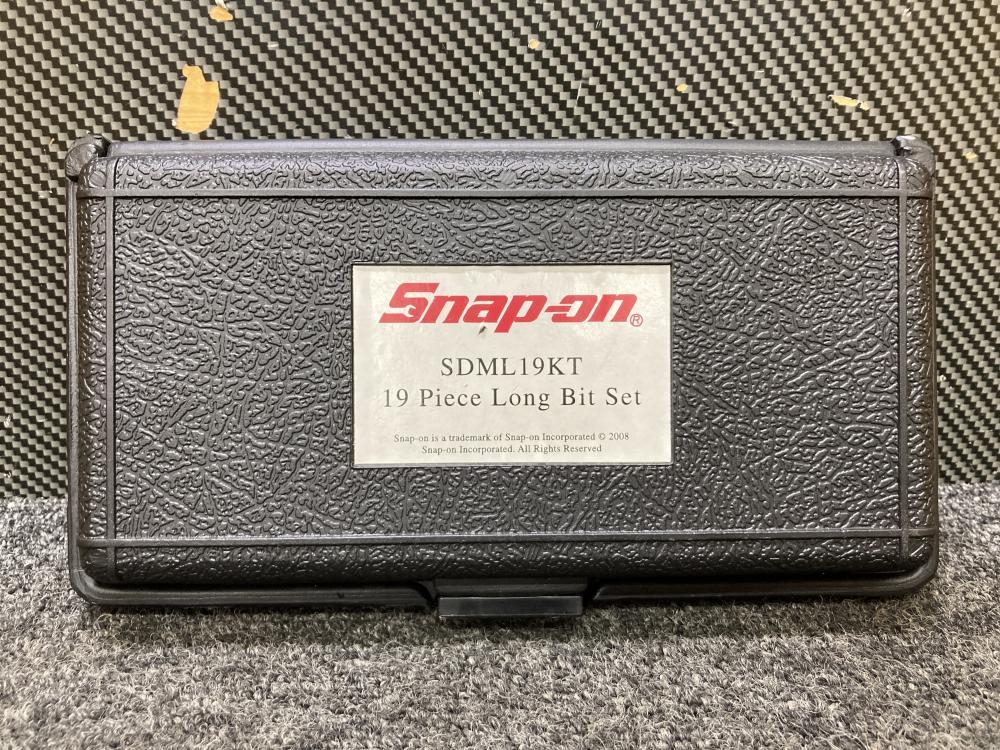 Snap-on®
SDML19KT
19 Piece Long Bit Set
Snap-on is a trademark of Snap-on Incorporated © 2008
Snap-on Incorporated. All Rights Reserved